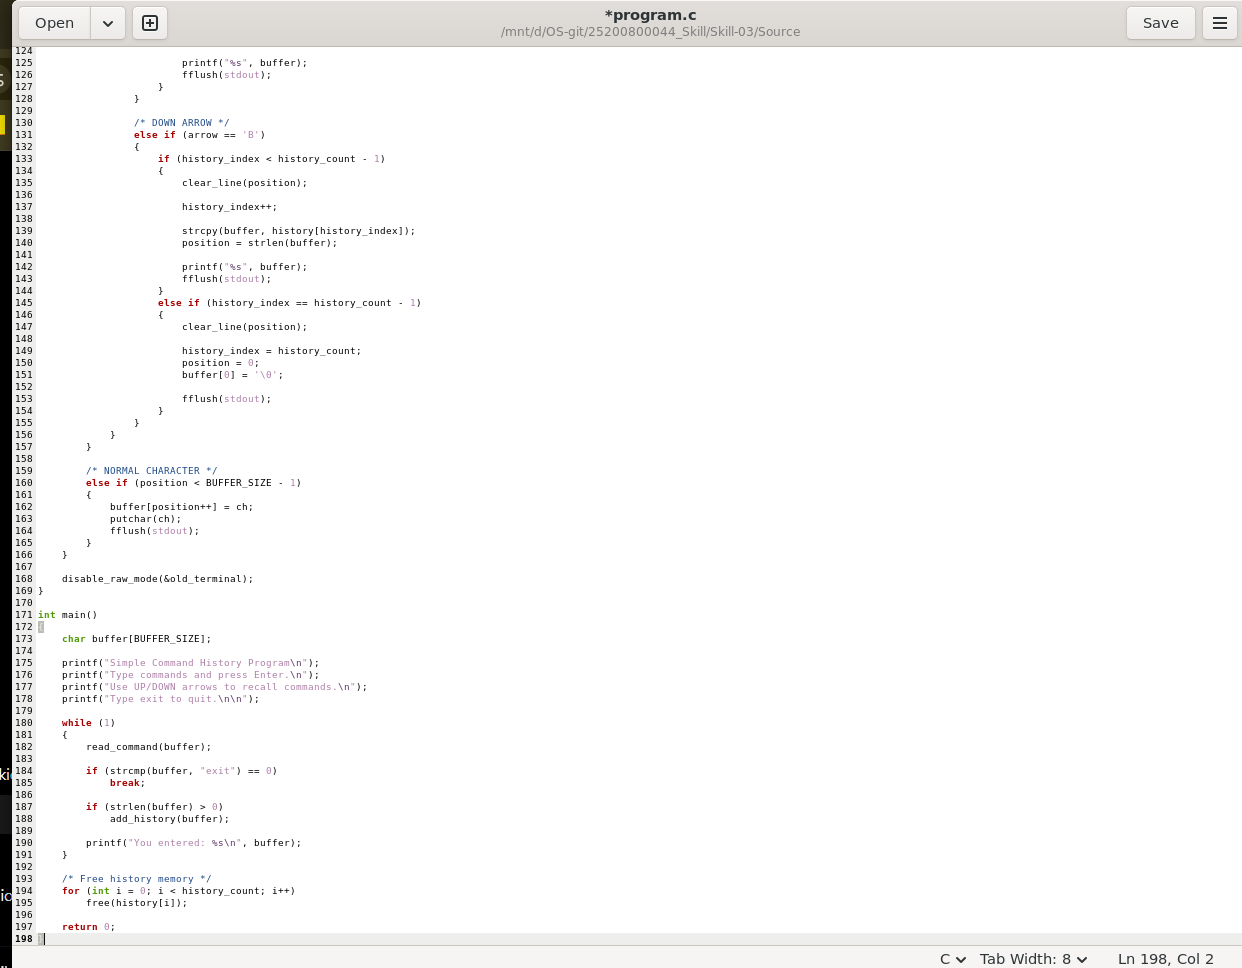 Open
*program.c
/mnt/d/OS-git/25200800044_Skill/Skill-03/Source
Save
124
125 printf("%s", buffer);
126 fflush(stdout);
127 }
128 }
129
130 /* DOWN ARROW */
131 else if (arrow == 'B')
132 {
133 if (history_index < history_count - 1)
134 {
135 clear_line(position);
136
137 history_index++;
138
139 strcpy(buffer, history[history_index]);
140 position = strlen(buffer);
141
142 printf("%s", buffer);
143 fflush(stdout);
144 }
145 else if (history_index == history_count - 1)
146 {
147 clear_line(position);
148
149 history_index = history_count;
150 position = 0;
151 buffer[0] = '\0';
152
153 fflush(stdout);
154 }
155 }
156 }
157 }
158
159 /* NORMAL CHARACTER */
160 else if (position < BUFFER_SIZE - 1)
161 {
162 buffer[position++] = ch;
163 putchar(ch);
164 fflush(stdout);
165 }
166 }
167
168 disable_raw_mode(&old_terminal);
169 }
170
171 int main()
172 {
173 char buffer[BUFFER_SIZE];
174
175 printf("Simple Command History Program\n");
176 printf("Type commands and press Enter.\n");
177 printf("Use UP/DOWN arrows to recall commands.\n");
178 printf("Type exit to quit.\n\n");
179
180 while (1)
181 {
182 read_command(buffer);
183
184 if (strcmp(buffer, "exit") == 0)
185 break;
186
187 if (strlen(buffer) > 0)
188 add_history(buffer);
189
190 printf("You entered: %s\n", buffer);
191 }
192
193 /* Free history memory */
194 for (int i = 0; i < history_count; i++)
195 free(history[i]);
196
197 return 0;
198 }
C
Tab Width: 8
Ln 198, Col 2